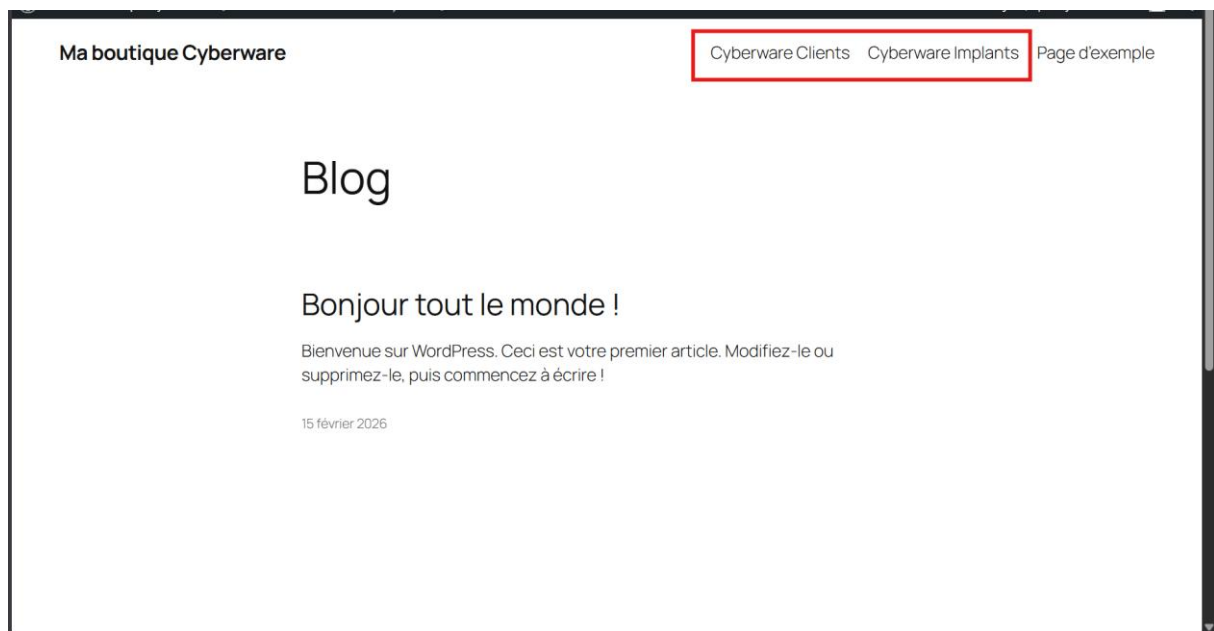 Ma boutique Cyberware
Cyberware Clients Cyberware Implants Page d'exemple
Blog
Bonjour tout le monde !
Bienvenue sur WordPress. Ceci est votre premier article. Modifiez-le ou
supprimez-le, puis commencez à écrire !
15 février 2026